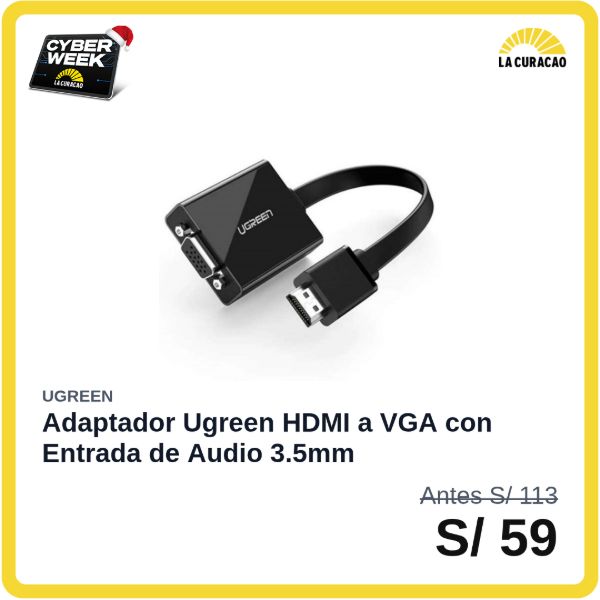 CYBER
WEEK
LA CURACAO
LA CURACAO
UGREEN
UGREEN
Adaptador Ugreen HDMI a VGA con
Entrada de Audio 3.5mm
Antes S/ 113
S/ 59